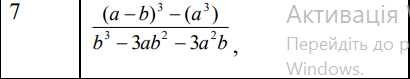 7
(a – b)³ – (a³)
b³ – 3ab² – 3a²b ,
Активація
Перейдіть до р
Windows.